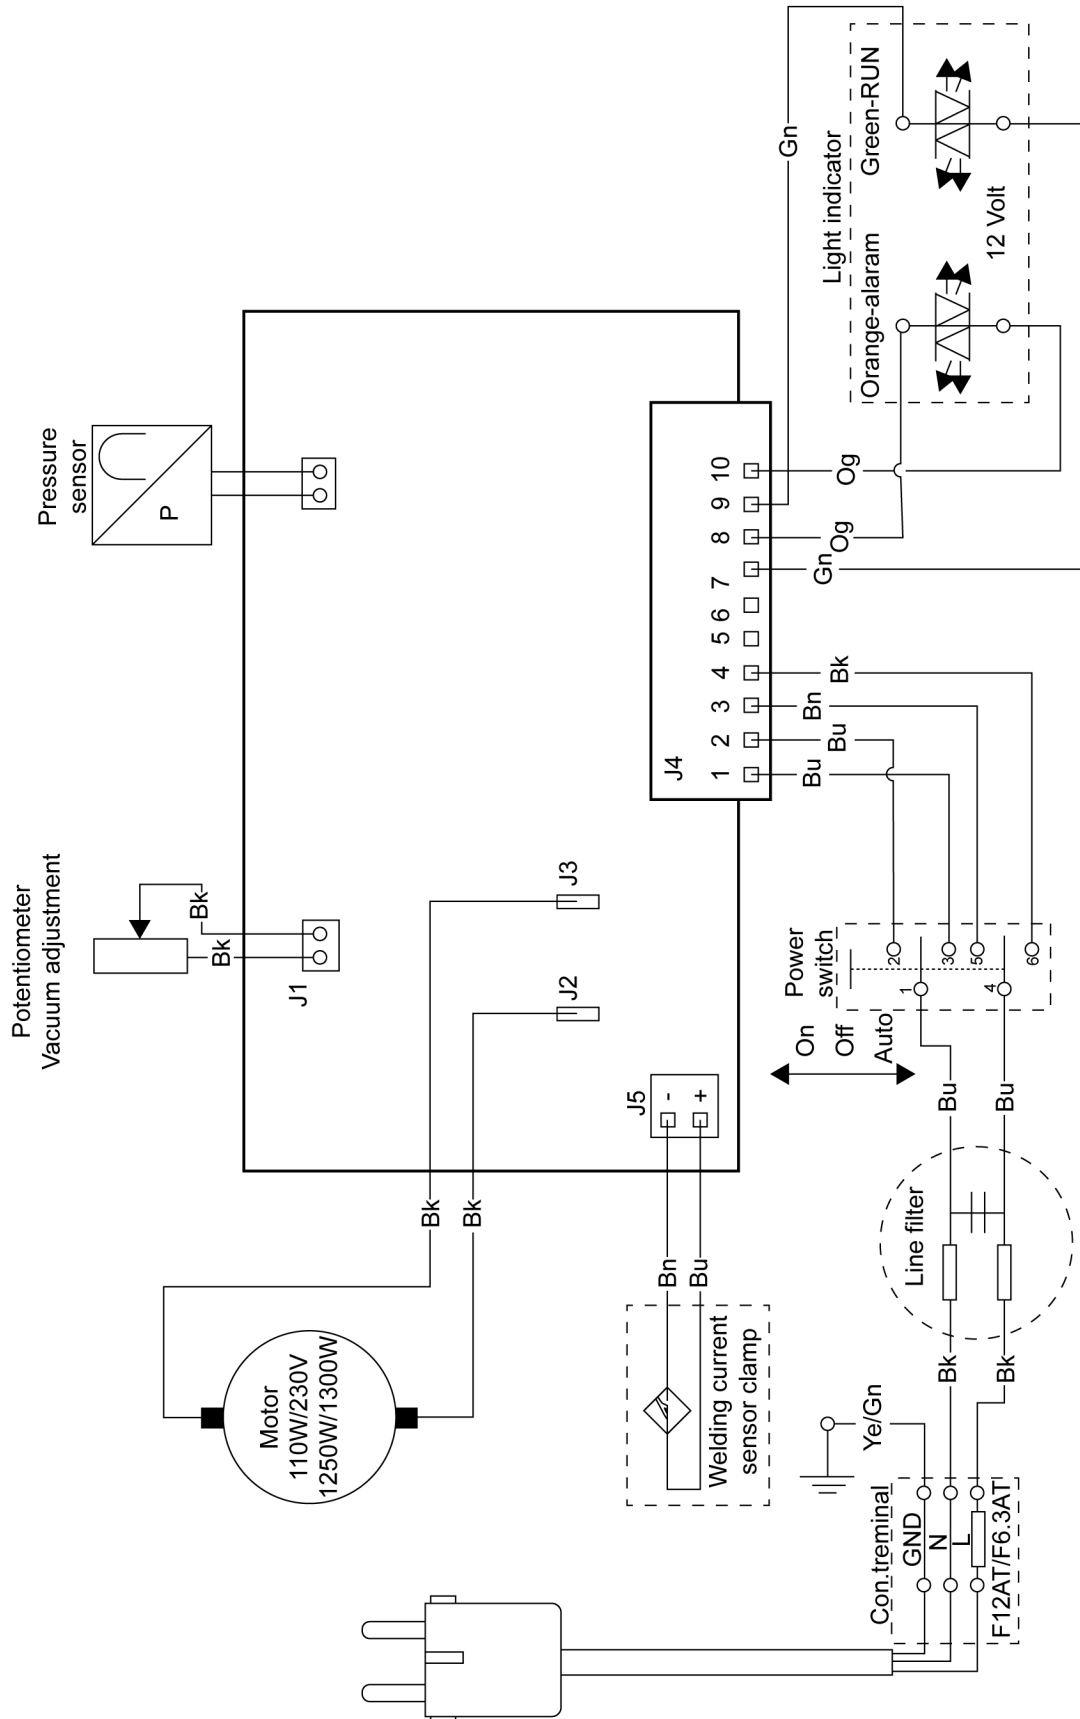 Potentiometer
Vacuum adjustment
Pressure
sensor
P
Bk
Bk
J1
J2
J3
Motor
110W/230V
1250W/1300W
Bk
Bk
J5
-
+
Bn
Bu
Welding current
sensor clamp
J4
1 2 3 4 5 6 7 8 9 10
Bu
Bu
Bn
Bk
Gn
Og
Og
Gn
Light indicator
Orange-alaram
Green-RUN
12 Volt
Power
switch
On
Off
Auto
1
2
3
4
5
6
Bu
Bu
Line filter
Bk
Bk
Ye/Gn
Con.treminal
GND
N
L
F12AT/F6.3AT